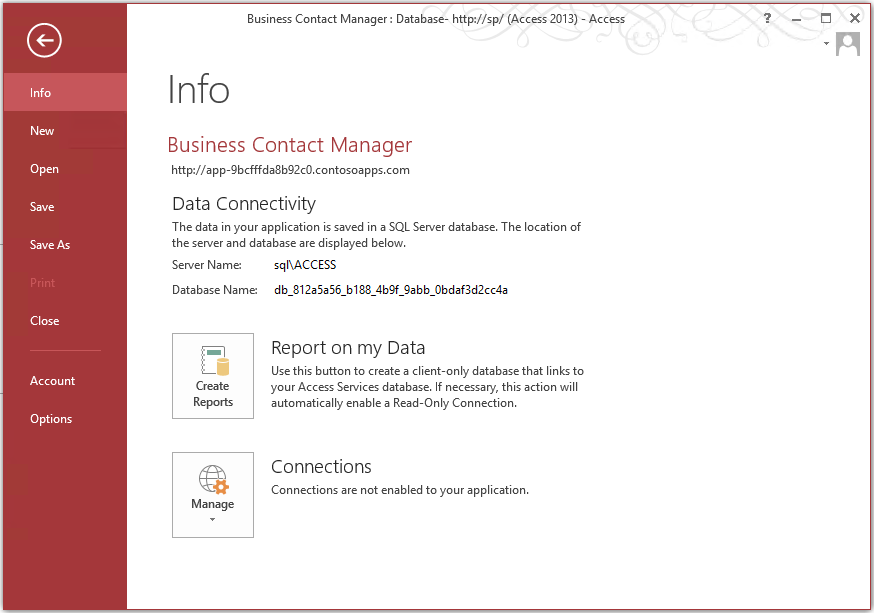 Business Contact Manager : Database- http://sp/ (Access 2013) - Access
?
Info
New
Open
Save
Save As
Print
Close
Account
Options
Info
Business Contact Manager
http://app-9bcfffda8b92c0.contosoapps.com
Data Connectivity
The data in your application is saved in a SQL Server database. The location of
the server and database are displayed below.
Server Name: sql\ACCESS
Database Name: db_812a5a56_b188_4b9f_9abb_0bdaf3d2cc4a
Create
Reports
Report on my Data
Use this button to create a client-only database that links to
your Access Services database. If necessary, this action will
automatically enable a Read-Only Connection.
Manage
Connections
Connections are not enabled to your application.